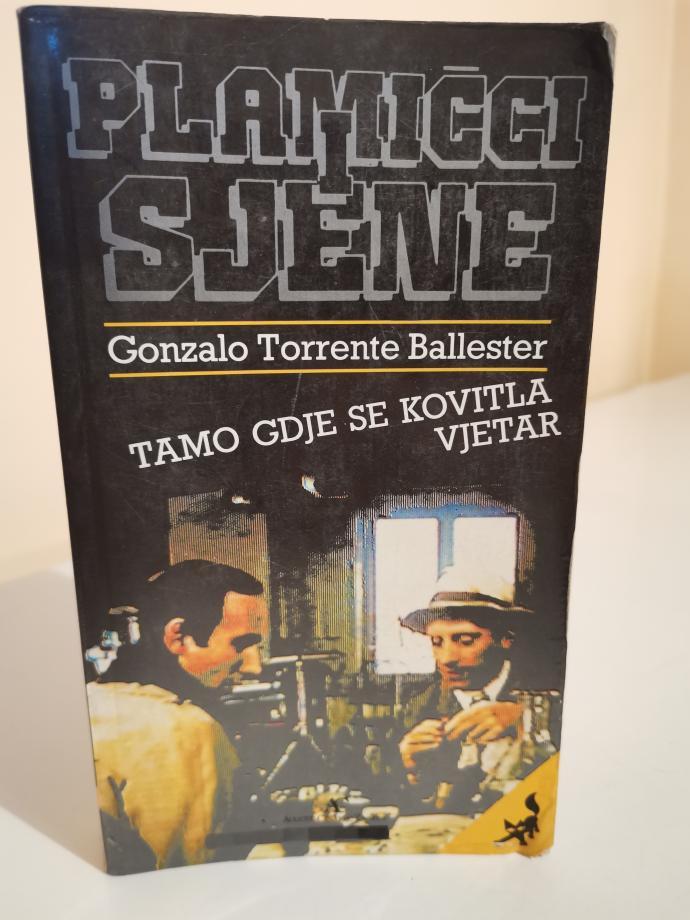 PLAMIČCI
I
SJENE
Gonzalo Torrente Ballester
TAMO GDJE SE KOVITLA
VJETAR